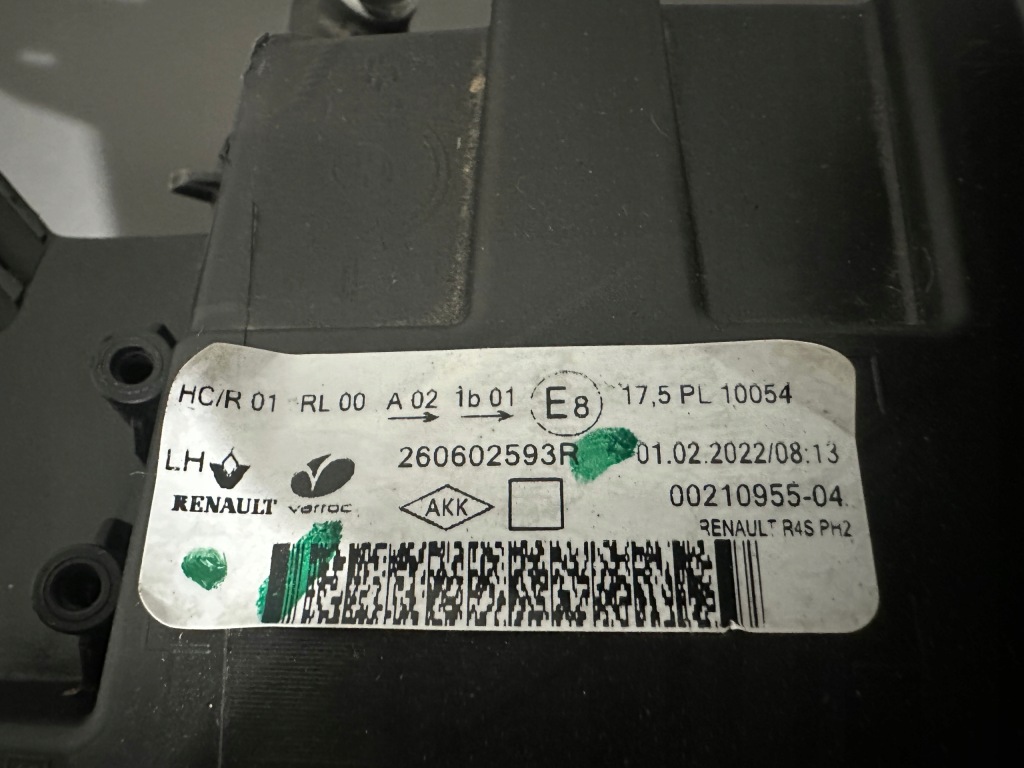 HC/R 01 RL 00 A 02 1b 01 E8 17,5 PL 10054
LH 260602593R 01.02.2022/08:13
RENAULT varroc AKK 00210955-04
RENAULT R4S PH2